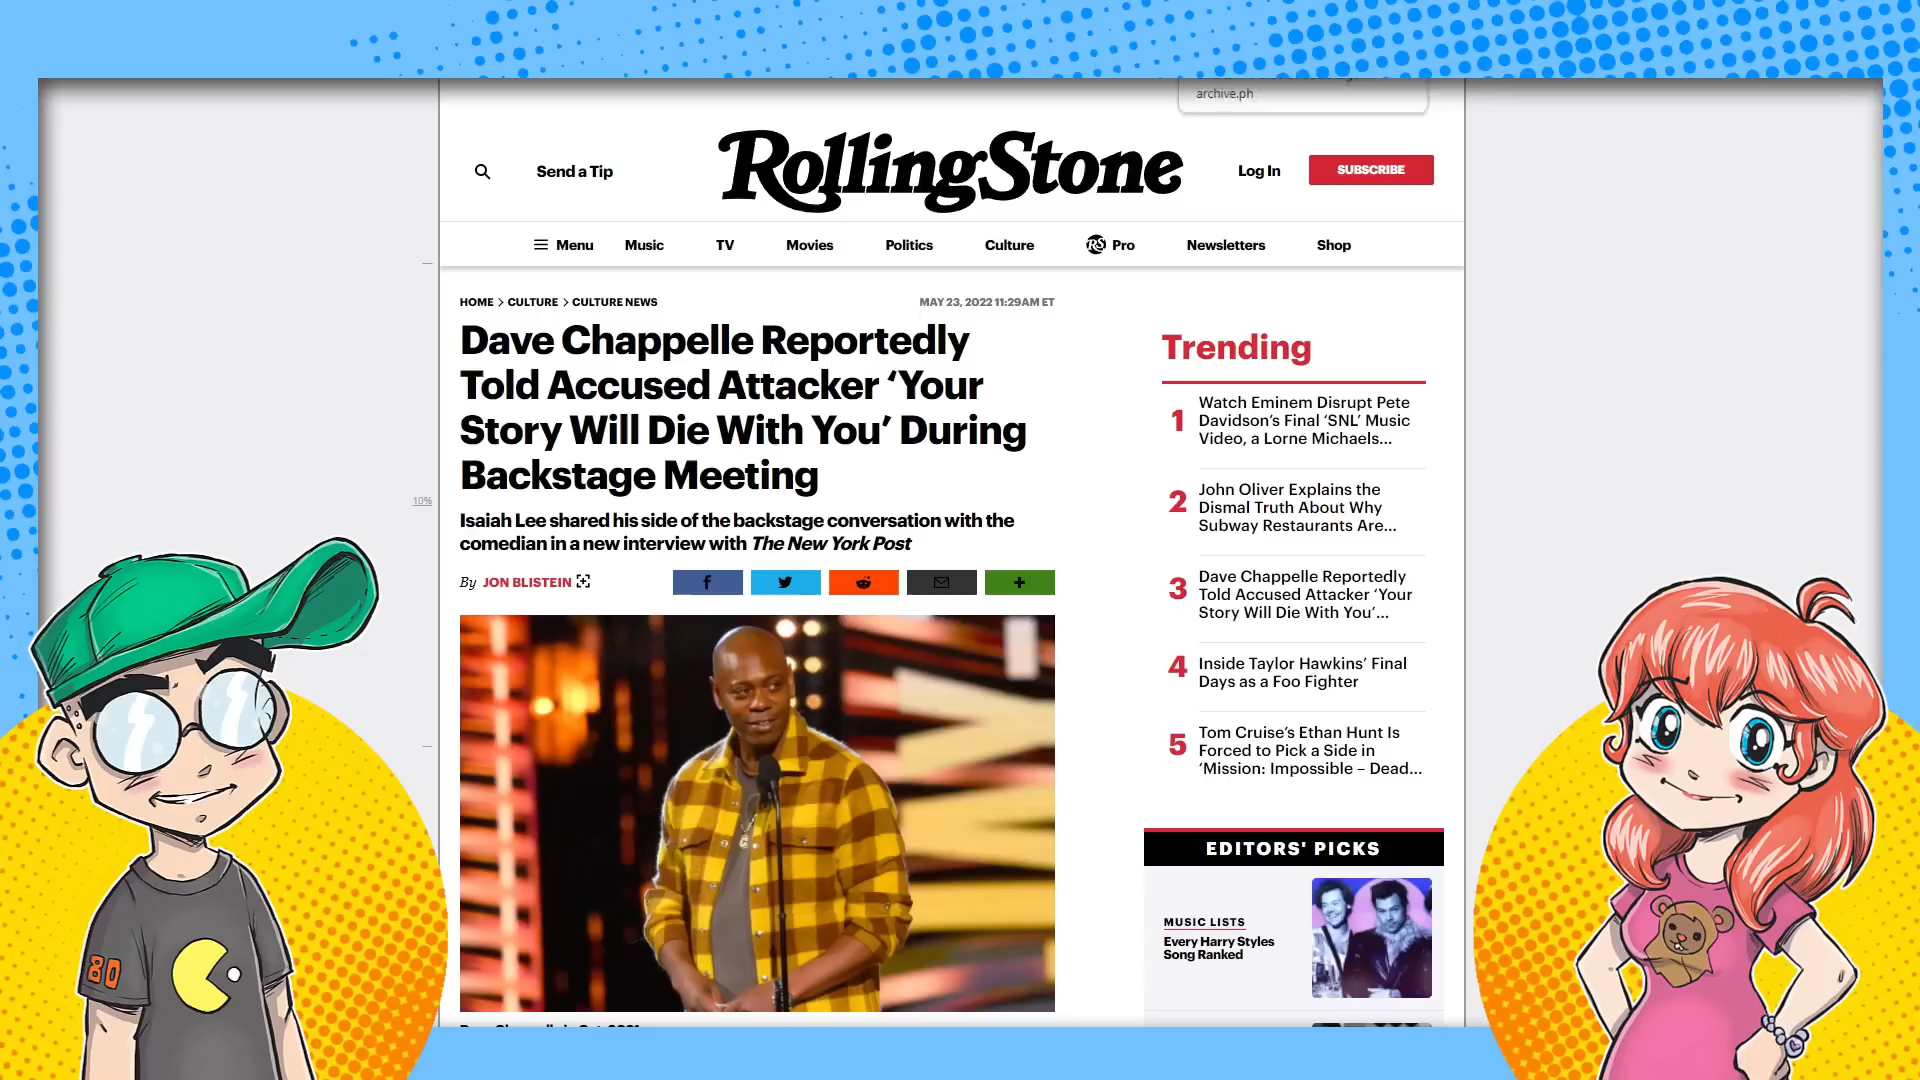 archive.ph
Send a Tip
RollingStone
Log In
SUBSCRIBE
Menu Music TV Movies Politics Culture RS Pro Newsletters Shop
HOME > CULTURE > CULTURE NEWS
MAY 23, 2022 11:29AM ET
Dave Chappelle Reportedly
Told Accused Attacker ‘Your
Story Will Die With You’ During
Backstage Meeting
Isaiah Lee shared his side of the backstage conversation with the
comedian in a new interview with The New York Post
By JON BLISTEIN
10%
Trending
1
Watch Eminem Disrupt Pete
Davidson’s Final ‘SNL’ Music
Video, a Lorne Michaels...
2
John Oliver Explains the
Dismal Truth About Why
Subway Restaurants Are...
3
Dave Chappelle Reportedly
Told Accused Attacker ‘Your
Story Will Die With You’...
4
Inside Taylor Hawkins’ Final
Days as a Foo Fighter
5
Tom Cruise’s Ethan Hunt Is
Forced to Pick a Side in
‘Mission: Impossible – Dead...
EDITORS' PICKS
MUSIC LISTS
Every Harry Styles
Song Ranked
80